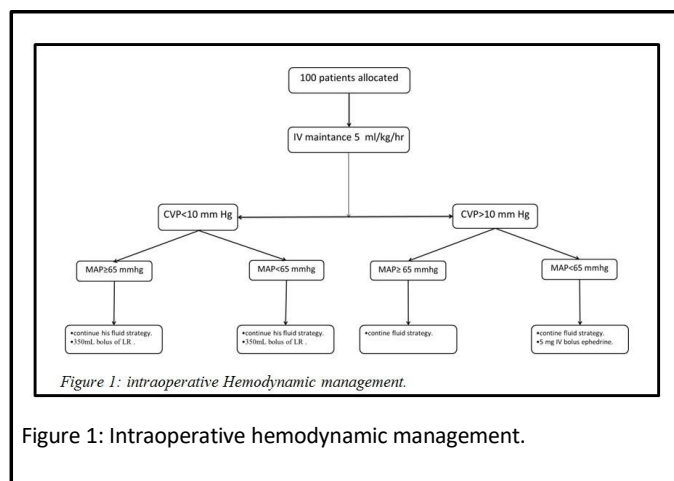 100 patients allocated
IV maintance 5 ml/kg/hr
CVP<10 mm Hg
CVP>10 mm Hg
MAP≥65 mmhg
MAP<65 mmhg
MAP≥ 65 mmhg
MAP<65 mmhg
•continue his fluid strategy.
•350mL bolus of LR .
•continue his fluid strategy.
•350mL bolus of LR .
•contine fluid strategy.
•contine fluid strategy.
•5 mg IV bolus ephedrine.
Figure 1: intraoperative Hemodynamic management.
Figure 1: Intraoperative hemodynamic management.